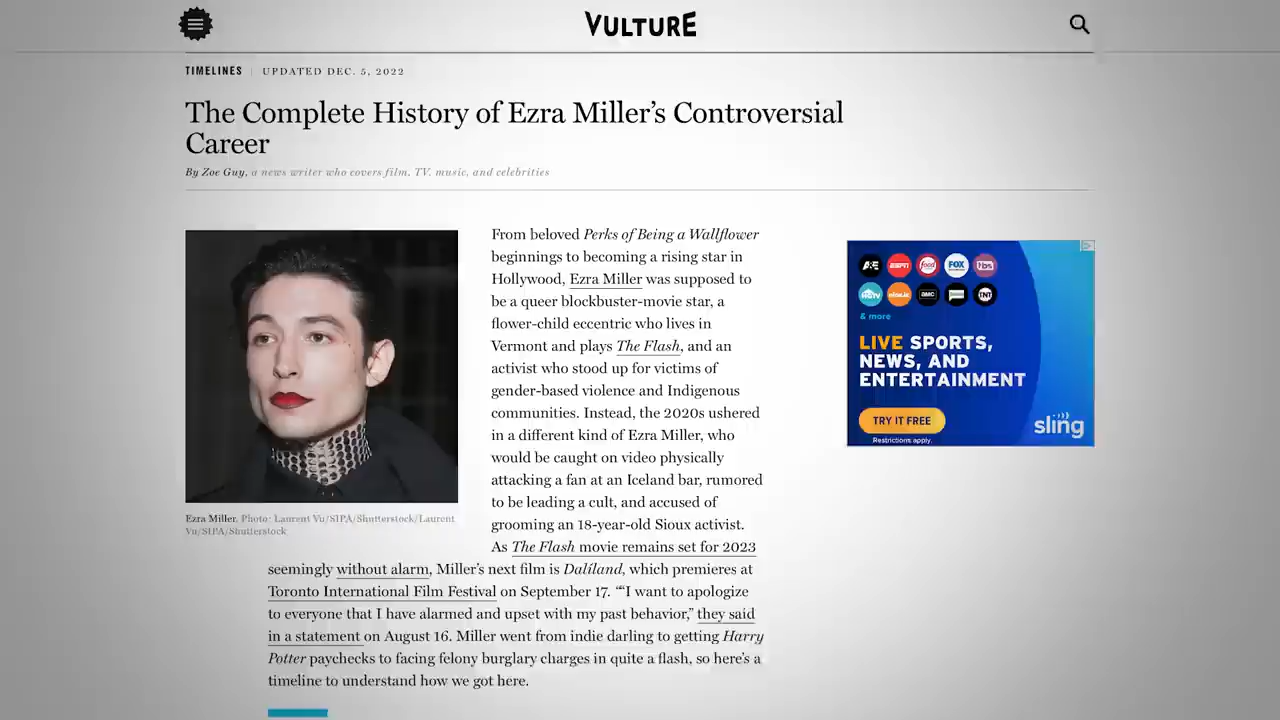 VULTURE
TIMELINES | UPDATED DEC. 5, 2022
The Complete History of Ezra Miller's Controversial
Career
By Zoe Guy, a news writer who covers film, TV, music, and celebrities
From beloved Perks of Being a Wallflower
beginnings to becoming a rising star in
Hollywood, Ezra Miller was supposed to
be a queer blockbuster-movie star, a
flower-child eccentric who lives in
Vermont and plays The Flash, and an
activist who stood up for victims of
gender-based violence and Indigenous
communities. Instead, the 2020s ushered
in a different kind of Ezra Miller, who
would be caught on video physically
attacking a fan at an Iceland bar, rumored
to be leading a cult, and accused of
grooming an 18-year-old Sioux activist.
As The Flash movie remains set for 2023
seemingly without alarm, Miller's next film is Dalíland, which premieres at
Toronto International Film Festival on September 17. "“I want to apologize
to everyone that I have alarmed and upset with my past behavior,” they said
in a statement on August 16. Miller went from indie darling to getting Harry
Potter paychecks to facing felony burglary charges in quite a flash, so here's a
timeline to understand how we got here.
Ezra Miller. Photo: Laurent Vu/SIPA/Shutterstock/Laurent
Vu/SIPA/Shutterstock
A&E ESPN food FOX NEWS tbs
HGTV AMC TNT
& more
LIVE SPORTS,
NEWS, AND
ENTERTAINMENT
TRY IT FREE
sling
Restrictions apply.